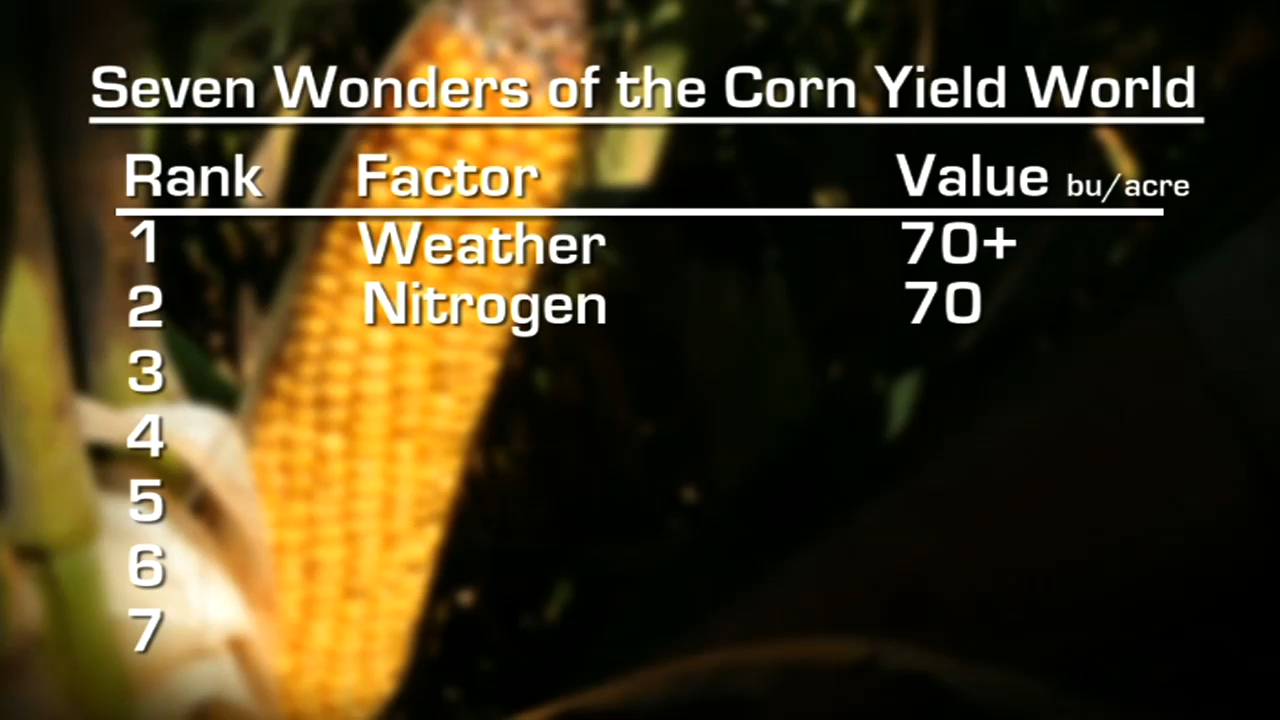 Seven Wonders of the Corn Yield World
Rank Factor Value bu/acre
1 Weather 70+
2 Nitrogen 70
3
4
5
6
7